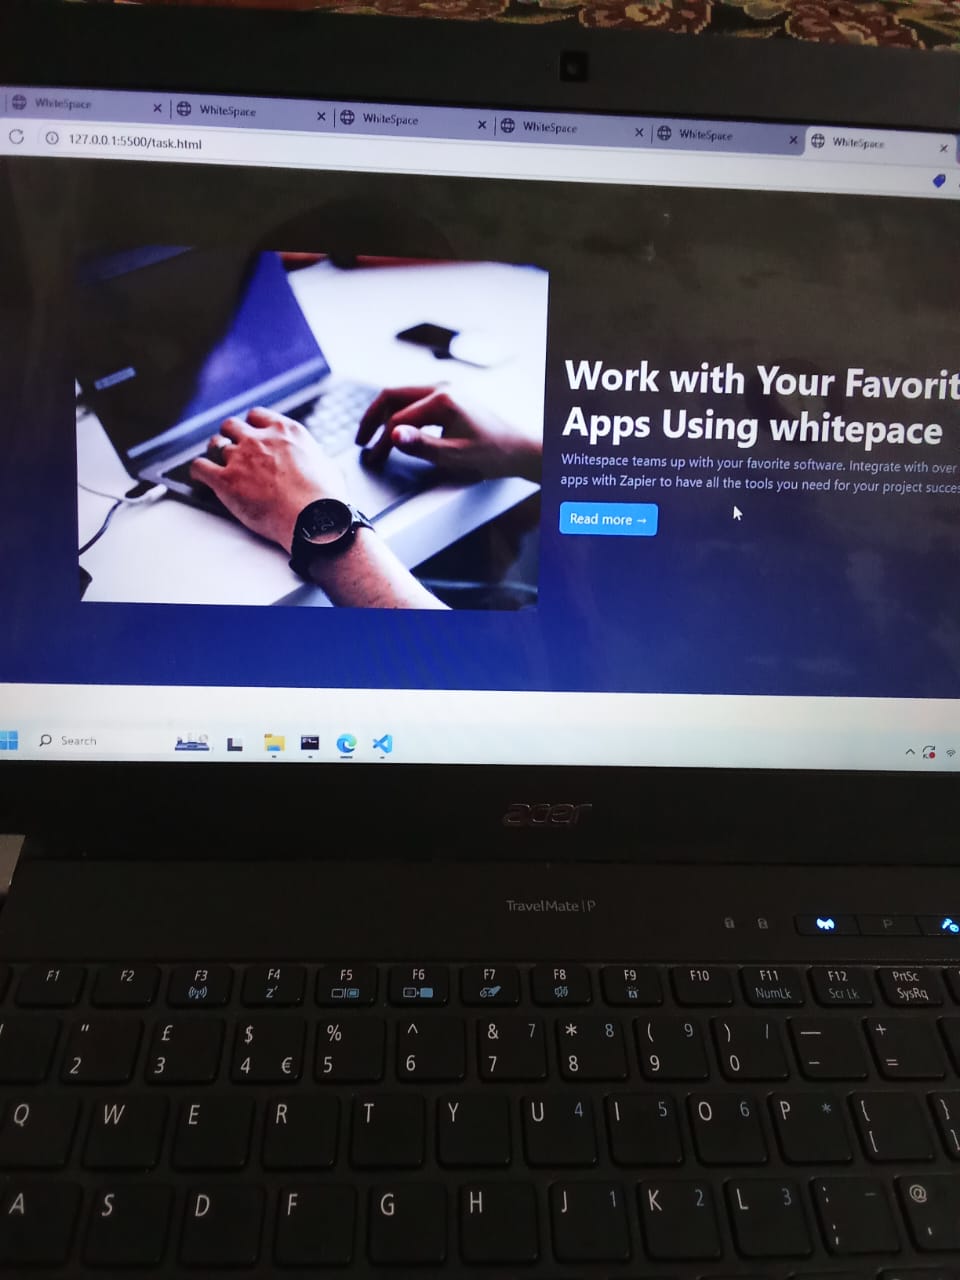 WhiteSpace
WhiteSpace
WhiteSpace
WhiteSpace
WhiteSpace
WhiteSpace
127.0.0.1:5500/task.html
Work with Your Favorit
Apps Using whitepace
Whitespace teams up with your favorite software. Integrate with over
apps with Zapier to have all the tools you need for your project succes
Read more →
Search
acer
TravelMate|P
P
F1 F2 F3 F4 F5 F6 F7 F8 F9 F10 F11 F12 PrtSc
z NumLk Scr Lk SysRq
" £ $ % ^ & 7 * 8 ( 9 ) / — +
2 3 4 € 5 6 7 8 9 0 - =
Q W E R T Y U 4 I 5 O 6 P * { }
[ ]
A S D F G H J 1 K 2 L 3 : - @
; '